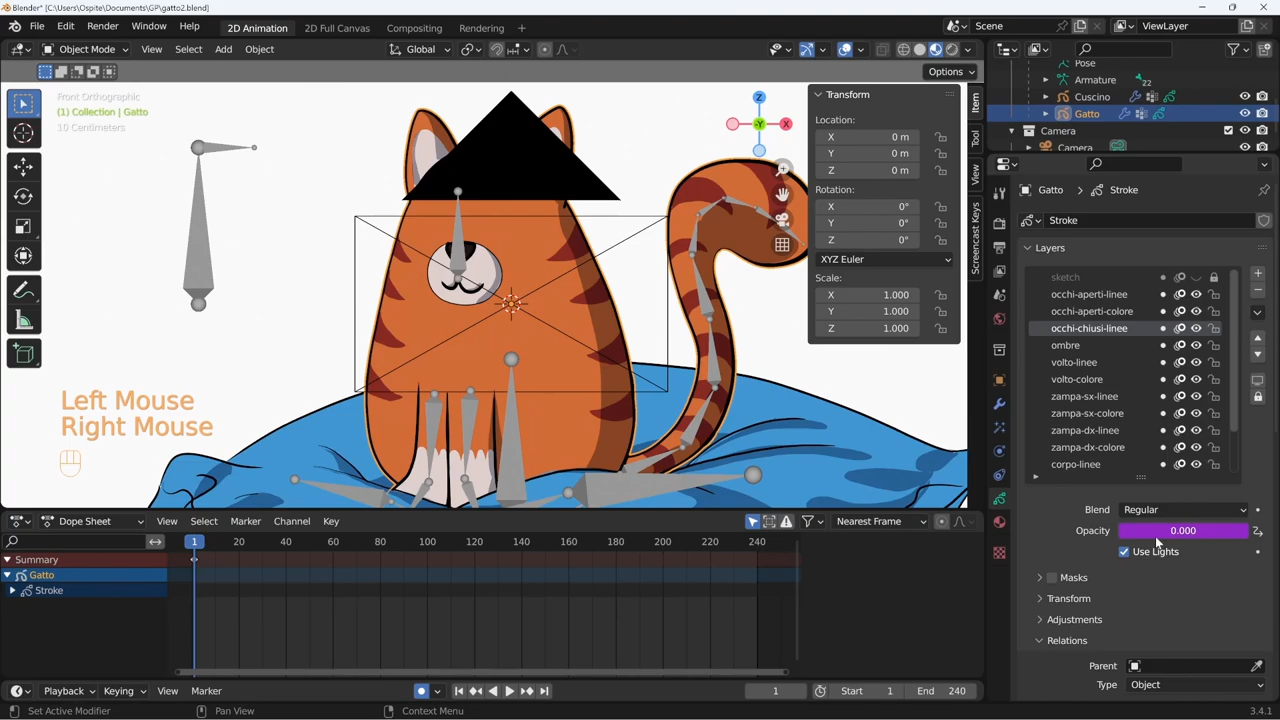 Blender* [C:\Users\Ospite\Documents\GP\gatto2.blend]
File Edit Render Window Help 2D Animation 2D Full Canvas Compositing Rendering + Scene ViewLayer
Object Mode View Select Add Object Global
Options
Front Orthographic
(1) Collection | Gatto
10 Centimeters
Z
X
Y
Left Mouse
Right Mouse
Transform
Location:
X 0 m
Y 0 m
Z 0 m
Rotation:
X 0°
Y 0°
Z 0°
XYZ Euler
Scale:
X 1.000
Y 1.000
Z 1.000
Item
Tool
View
Screencast Keys
Pose
Armature 22
Cuscino
Gatto
Camera
Camera
Gatto > Stroke
Stroke
Layers
sketch
occhi-aperti-linee
occhi-aperti-colore
occhi-chiusi-linee
ombre
volto-linee
volto-colore
zampa-sx-linee
zampa-sx-colore
zampa-dx-linee
zampa-dx-colore
corpo-linee
Blend Regular
Opacity 0.000
Use Lights
Masks
Transform
Adjustments
Relations
Parent
Type Object
Dope Sheet View Select Marker Channel Key Nearest Frame
1 20 40 60 80 100 120 140 160 180 200 220 240
Summary
Gatto
Stroke
Playback Keying View Marker 1 Start 1 End 240
Set Active Modifier Pan View Context Menu 3.4.1